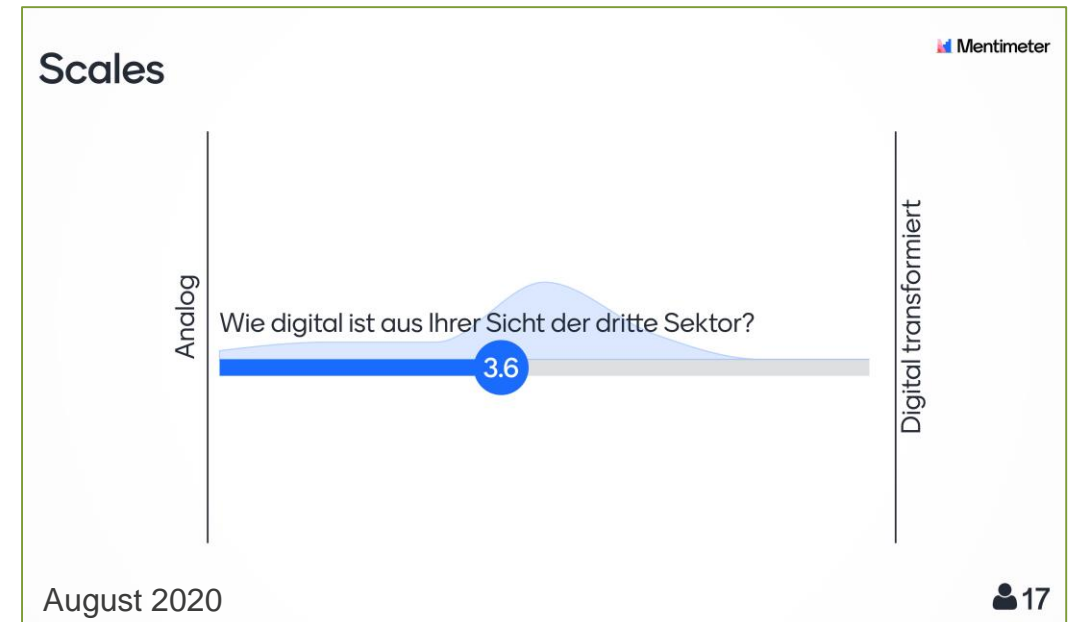 Scales
Mentimeter
Analog
Wie digital ist aus Ihrer Sicht der dritte Sektor?
3.6
Digital transformiert
August 2020
17